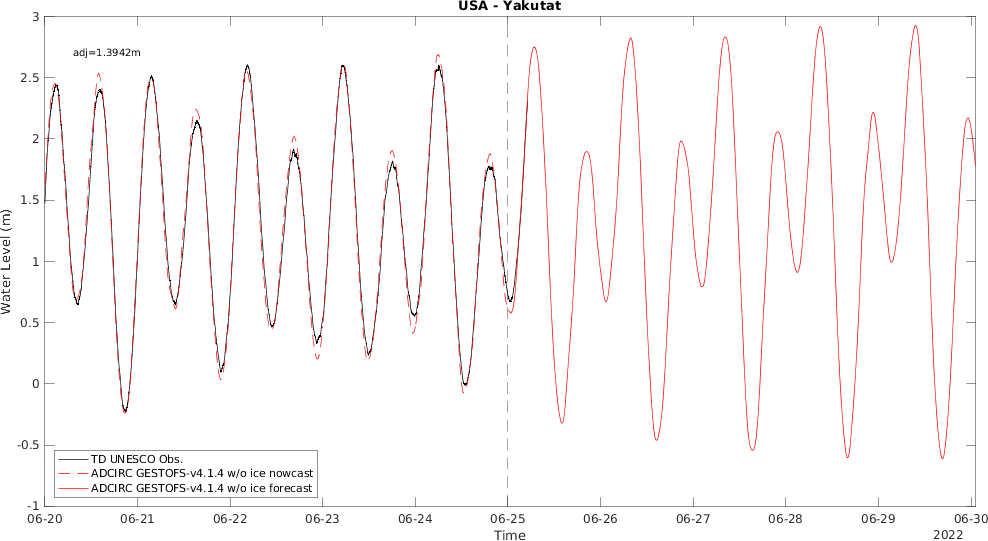 USA - Yakutat
adj=1.3942m
Water Level (m)
3
2.5
2
1.5
1
0.5
0
-0.5
-1
TD UNESCO Obs.
ADCIRC GESTOFS-v4.1.4 w/o ice nowcast
ADCIRC GESTOFS-v4.1.4 w/o ice forecast
06-20 06-21 06-22 06-23 06-24 06-25 06-26 06-27 06-28 06-29 06-30
Time
2022